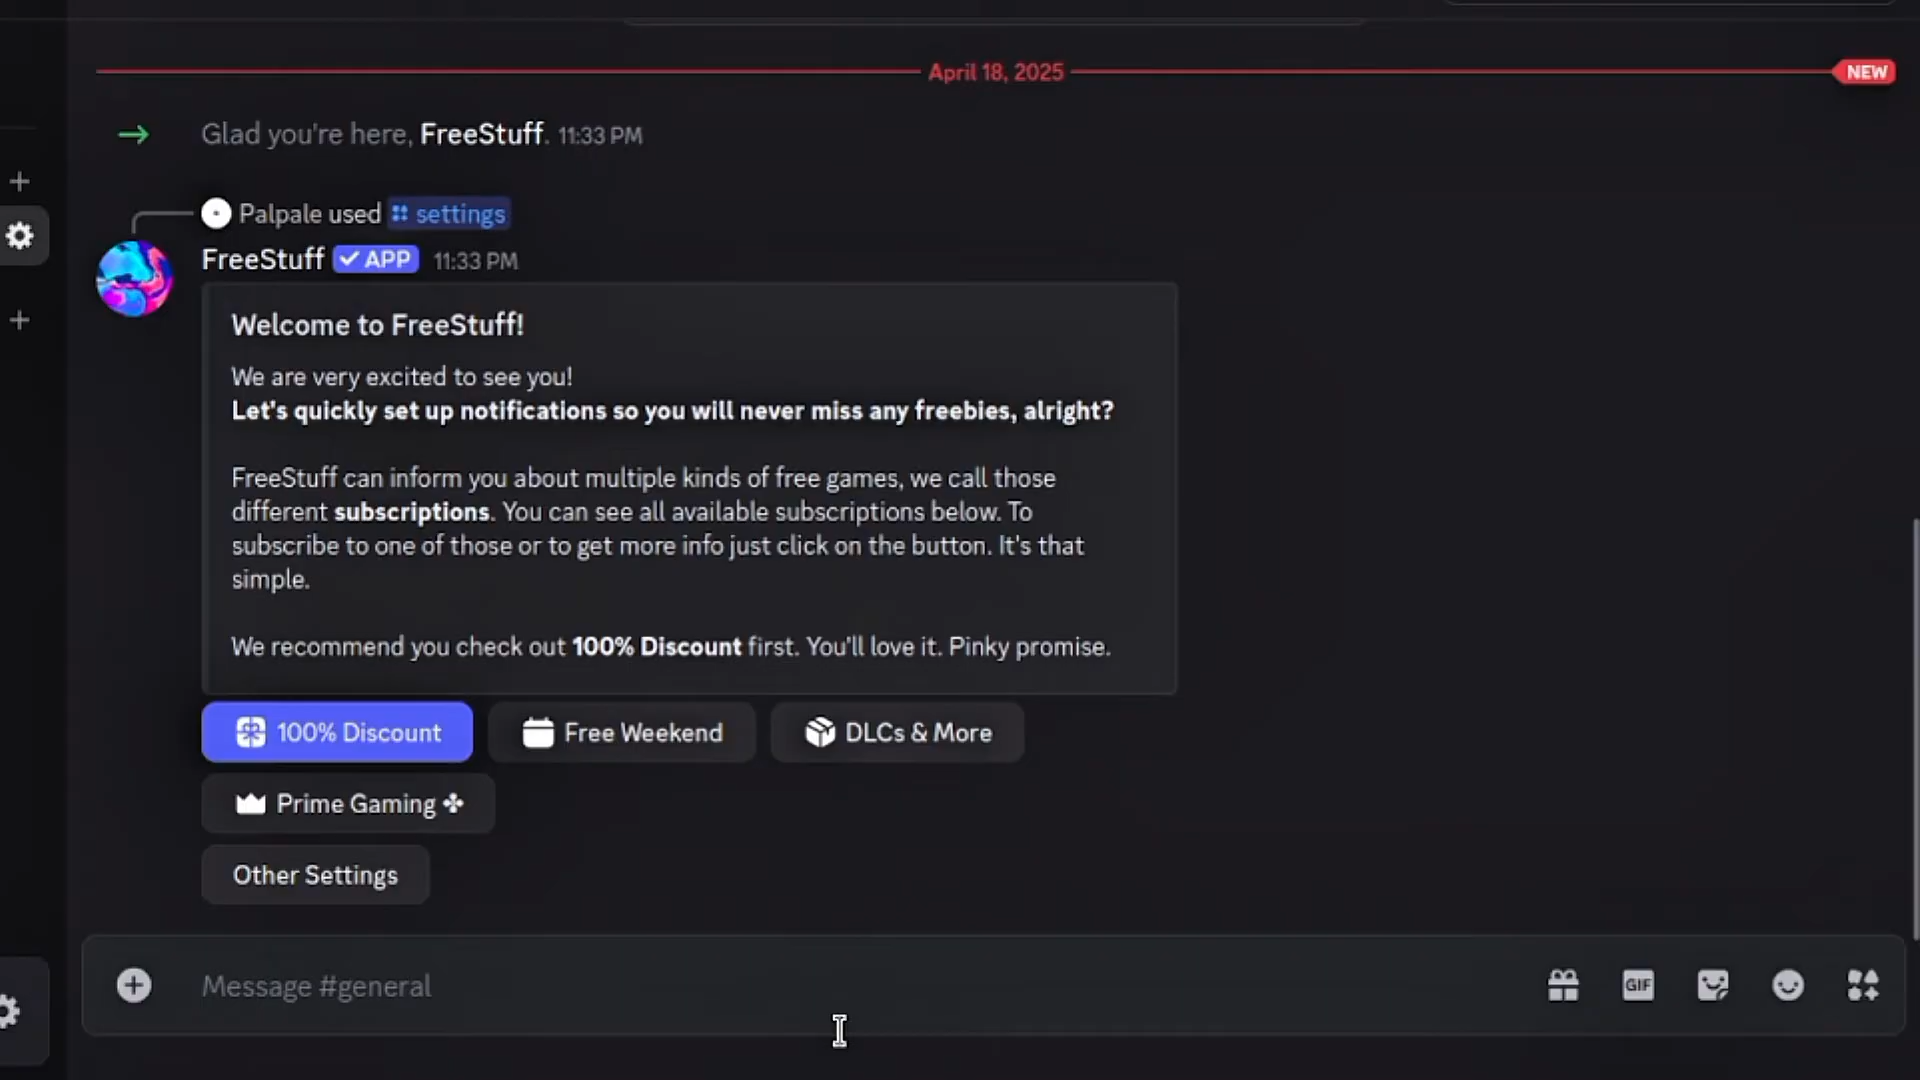 April 18, 2025
NEW
Glad you're here, FreeStuff. 11:33 PM
Palpale used settings
FreeStuff APP 11:33 PM
Welcome to FreeStuff!
We are very excited to see you!
Let's quickly set up notifications so you will never miss any freebies, alright?
FreeStuff can inform you about multiple kinds of free games, we call those
different subscriptions. You can see all available subscriptions below. To
subscribe to one of those or to get more info just click on the button. It's that
simple.
We recommend you check out 100% Discount first. You'll love it. Pinky promise.
100% Discount
Free Weekend
DLCs & More
Prime Gaming
Other Settings
Message #general
GIF